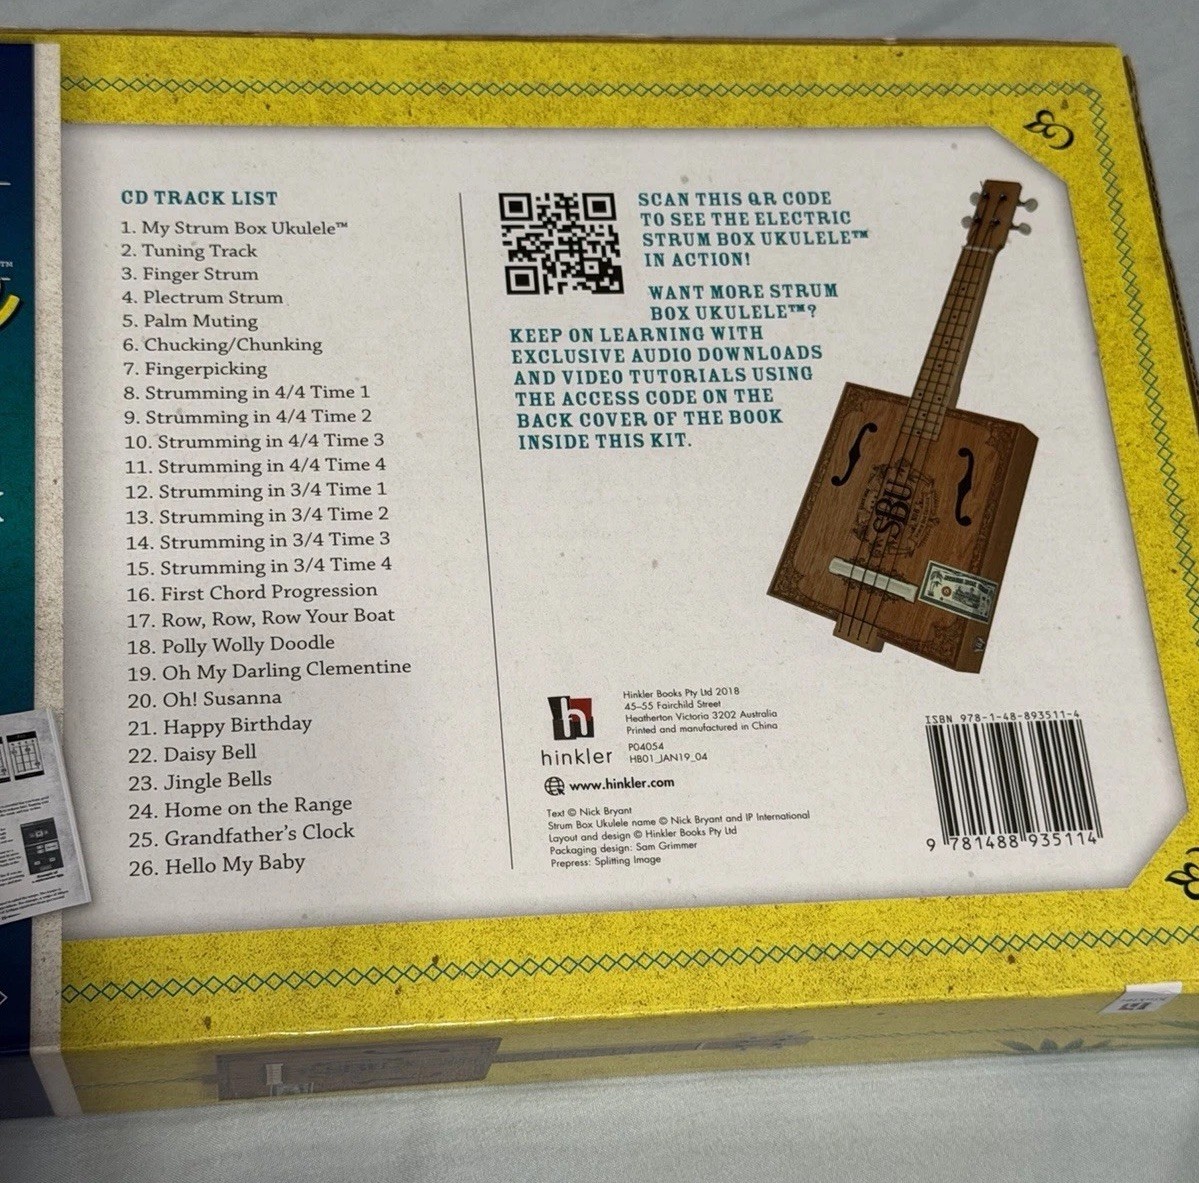 CD TRACK LIST
1. My Strum Box Ukulele™
2. Tuning Track
3. Finger Strum
4. Plectrum Strum
5. Palm Muting
6. Chucking/Chunking
7. Fingerpicking
8. Strumming in 4/4 Time 1
9. Strumming in 4/4 Time 2
10. Strumming in 4/4 Time 3
11. Strumming in 4/4 Time 4
12. Strumming in 3/4 Time 1
13. Strumming in 3/4 Time 2
14. Strumming in 3/4 Time 3
15. Strumming in 3/4 Time 4
16. First Chord Progression
17. Row, Row, Row Your Boat
18. Polly Wolly Doodle
19. Oh My Darling Clementine
20. Oh! Susanna
21. Happy Birthday
22. Daisy Bell
23. Jingle Bells
24. Home on the Range
25. Grandfather's Clock
26. Hello My Baby
SCAN THIS QR CODE
TO SEE THE ELECTRIC
STRUM BOX UKULELE™
IN ACTION!
WANT MORE STRUM
BOX UKULELE™?
KEEP ON LEARNING WITH
EXCLUSIVE AUDIO DOWNLOADS
AND VIDEO TUTORIALS USING
THE ACCESS CODE ON THE
BACK COVER OF THE BOOK
INSIDE THIS KIT.
SBU
h
hinkler
Hinkler Books Pty Ltd 2018
45–55 Fairchild Street
Heatherton Victoria 3202 Australia
Printed and manufactured in China
P04054
HB01_JAN19_04
www.hinkler.com
Text © Nick Bryant
Strum Box Ukulele name © Nick Bryant and IP International
Layout and design © Hinkler Books Pty Ltd
Packaging design: Sam Grimmer
Prepress: Splitting Image
ISBN 978-1-48-893511-4
9 781488 935114
TM